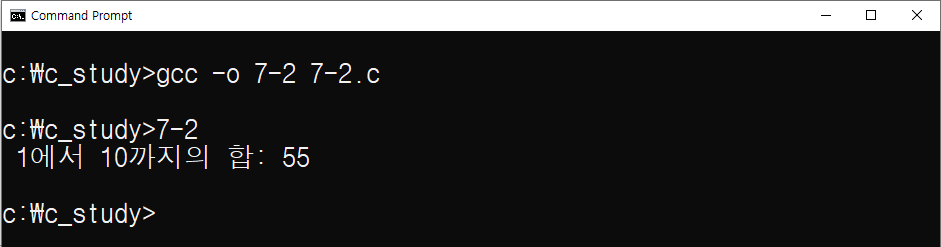 Command Prompt
c:₩c_study>gcc -o 7-2 7-2.c
c:₩c_study>7-2
1에서 10까지의 합: 55
c:₩c_study>